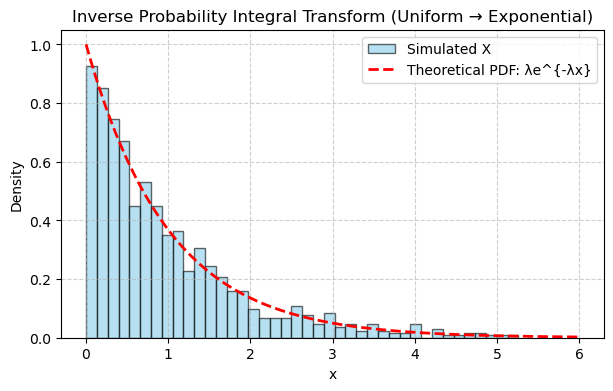 Inverse Probability Integral Transform (Uniform → Exponential)
Simulated X
Theoretical PDF: λe^{-λx}
Density
1.0
0.8
0.6
0.4
0.2
0.0
0 1 2 3 4 5 6
x